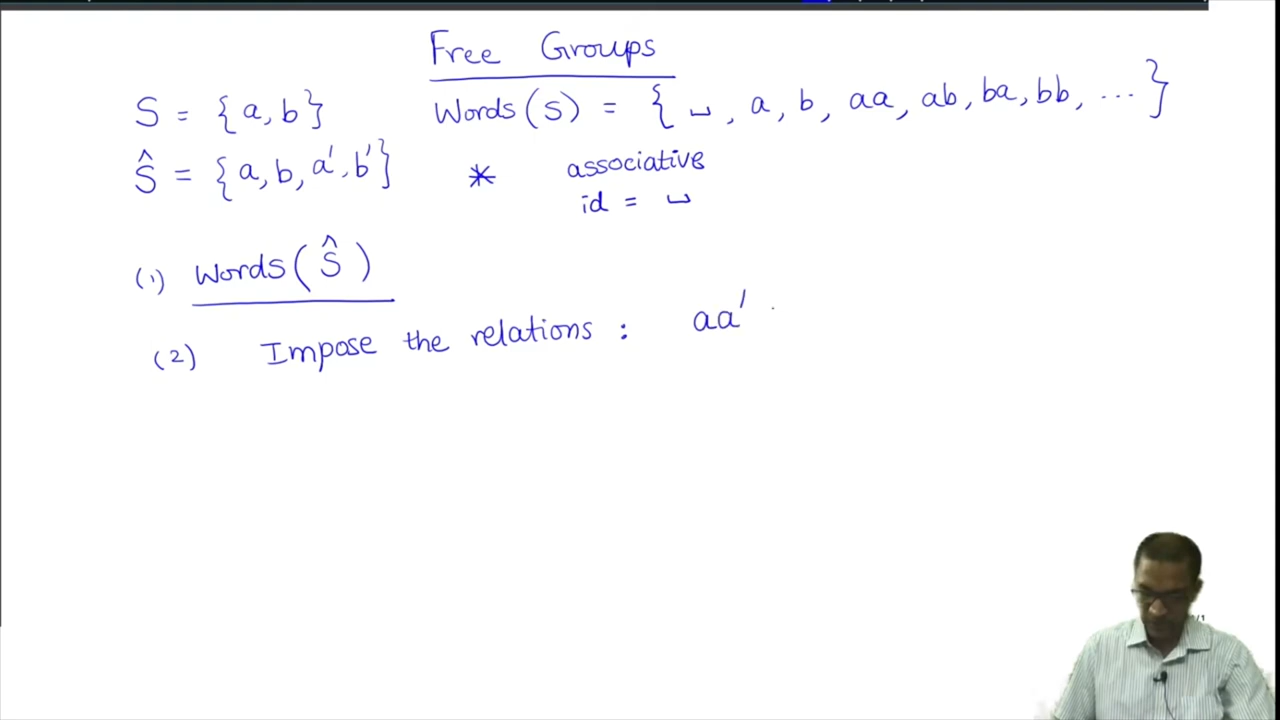 Free Groups
S = {a, b} Words(S) = { ␣, a, b, aa, ab, ba, bb, ... }
Ŝ = {a, b, a', b'} * associative
id = ␣
(1) Words(Ŝ)
(2) Impose the relations : aa'